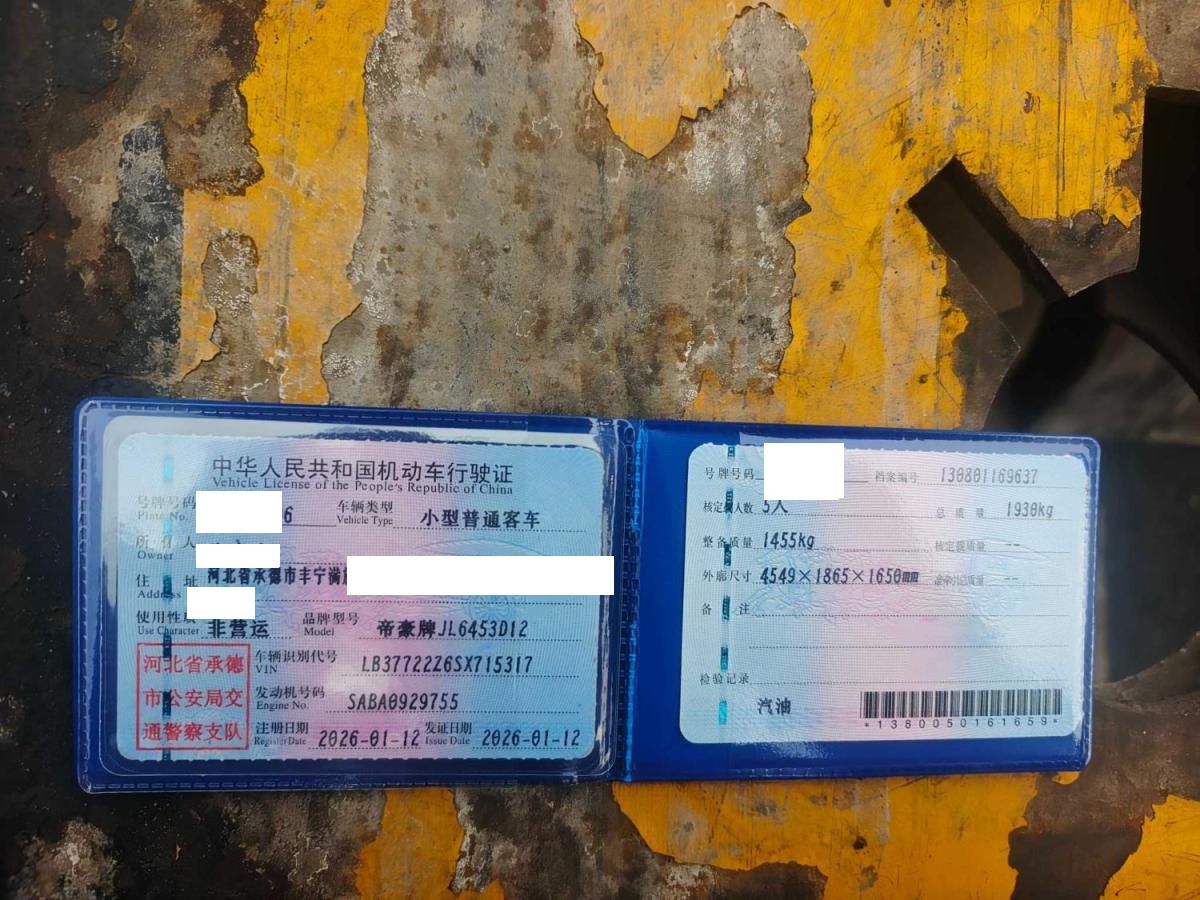 中华人民共和国机动车行驶证
Vehicle License of the People's Republic of China
号牌号码 6 车辆类型 小型普通客车
Plate No. Vehicle Type
所 有 人
Owner
住 址 河北省承德市丰宁满
Address
使用性质 非营运 品牌型号 帝豪牌JL6453D12
Use Character Model
河北省承德
市公安局交
通警察支队
车辆识别代号 LB37722Z6SX715317
VIN
发动机号码 SABA0929755
Engine No.
注册日期 2026-01-12 发证日期 2026-01-12
Register Date Issue Date
号牌号码 档案编号 130801169637
核定载人数 5人 总 质 量 1930kg
整备质量 1455kg 核定载质量 --
外廓尺寸 4549×1865×1650mm 准牵引总质量 --
备 注
检验记录
汽油
*1380050161659*